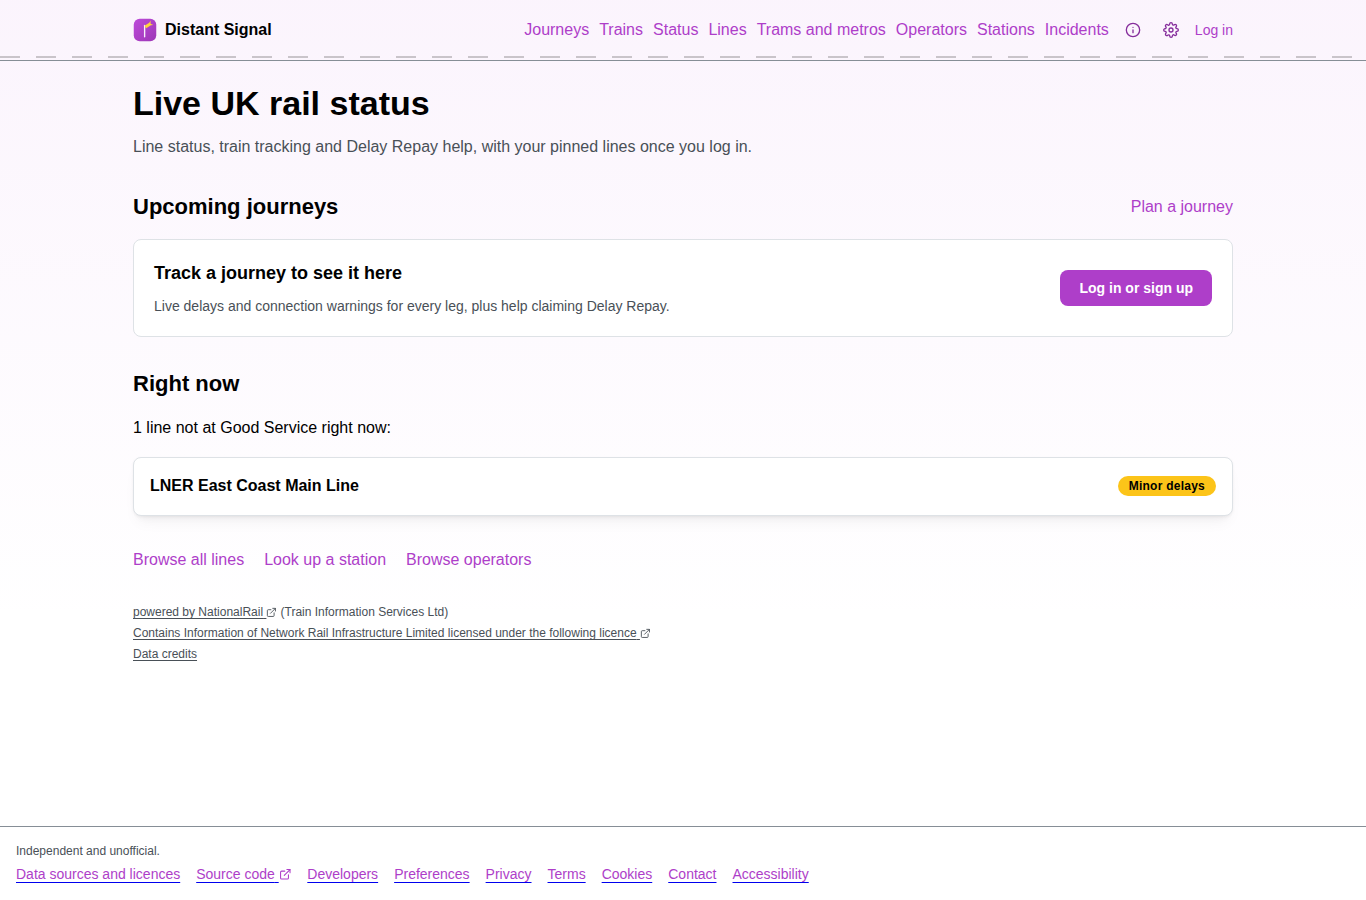 Distant Signal
Journeys Trains Status Lines Trams and metros Operators Stations Incidents Log in
Live UK rail status
Line status, train tracking and Delay Repay help, with your pinned lines once you log in.
Upcoming journeys
Plan a journey
Track a journey to see it here
Live delays and connection warnings for every leg, plus help claiming Delay Repay.
Log in or sign up
Right now
1 line not at Good Service right now:
LNER East Coast Main Line
Minor delays
Browse all lines Look up a station Browse operators
powered by NationalRail (Train Information Services Ltd)
Contains Information of Network Rail Infrastructure Limited licensed under the following licence
Data credits
Independent and unofficial.
Data sources and licences Source code Developers Preferences Privacy Terms Cookies Contact Accessibility